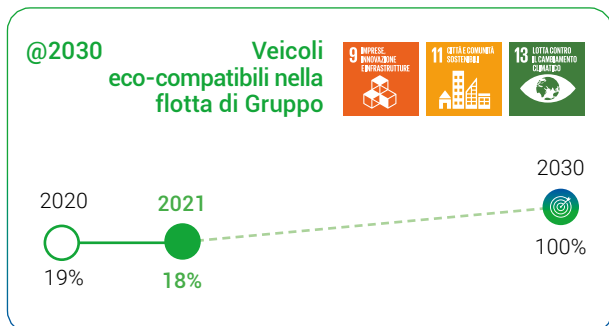 @2030
Veicoli
eco-compatibili nella
flotta di Gruppo
9 IMPRESE,
INNOVAZIONE
E INFRASTRUTTURE
11 CITTÀ E COMUNITÀ
SOSTENIBILI
13 LOTTA CONTRO
IL CAMBIAMENTO
CLIMATICO
2020
19%
2021
18%
2030
100%